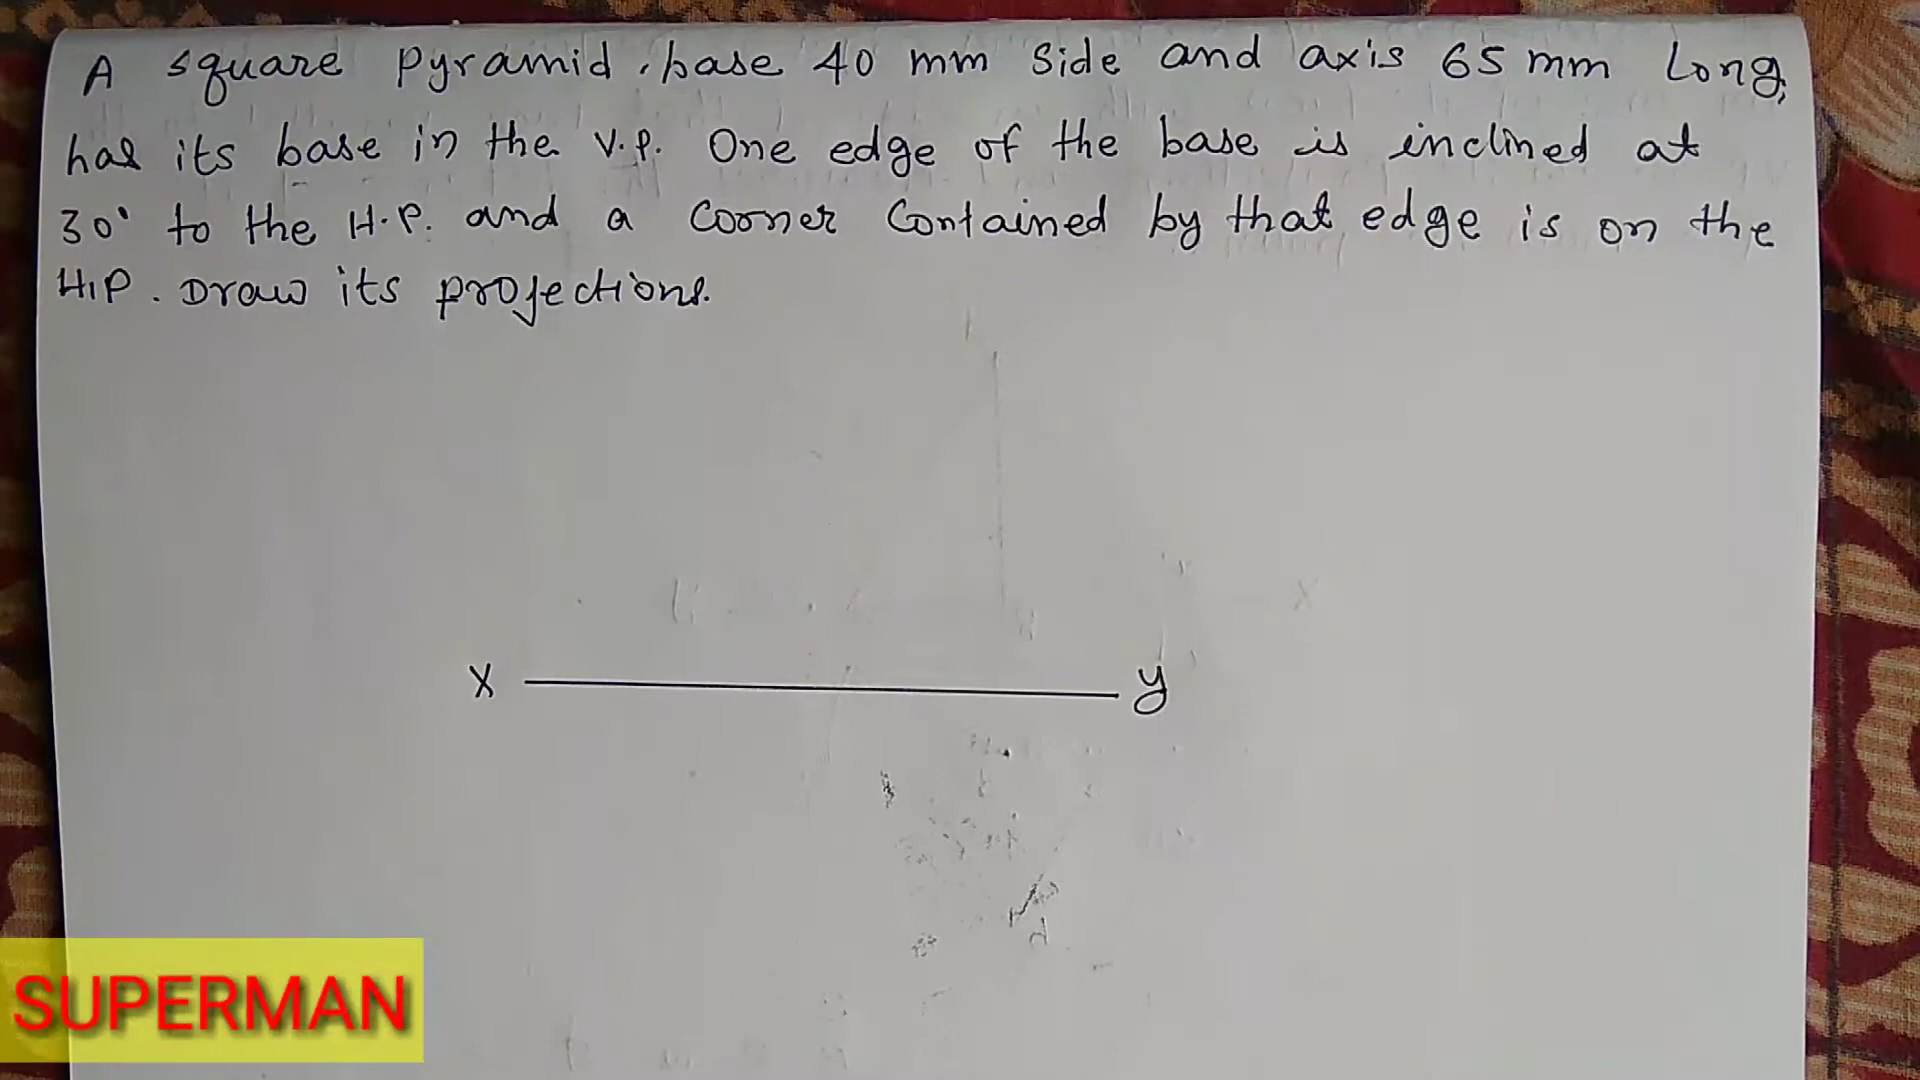 A square pyramid, base 40 mm side and axis 65 mm long,
has its base in the V.P. One edge of the base is inclined at
30° to the H.P. and a corner contained by that edge is on the
H.P. Draw its projections.
X y
d
SUPERMAN